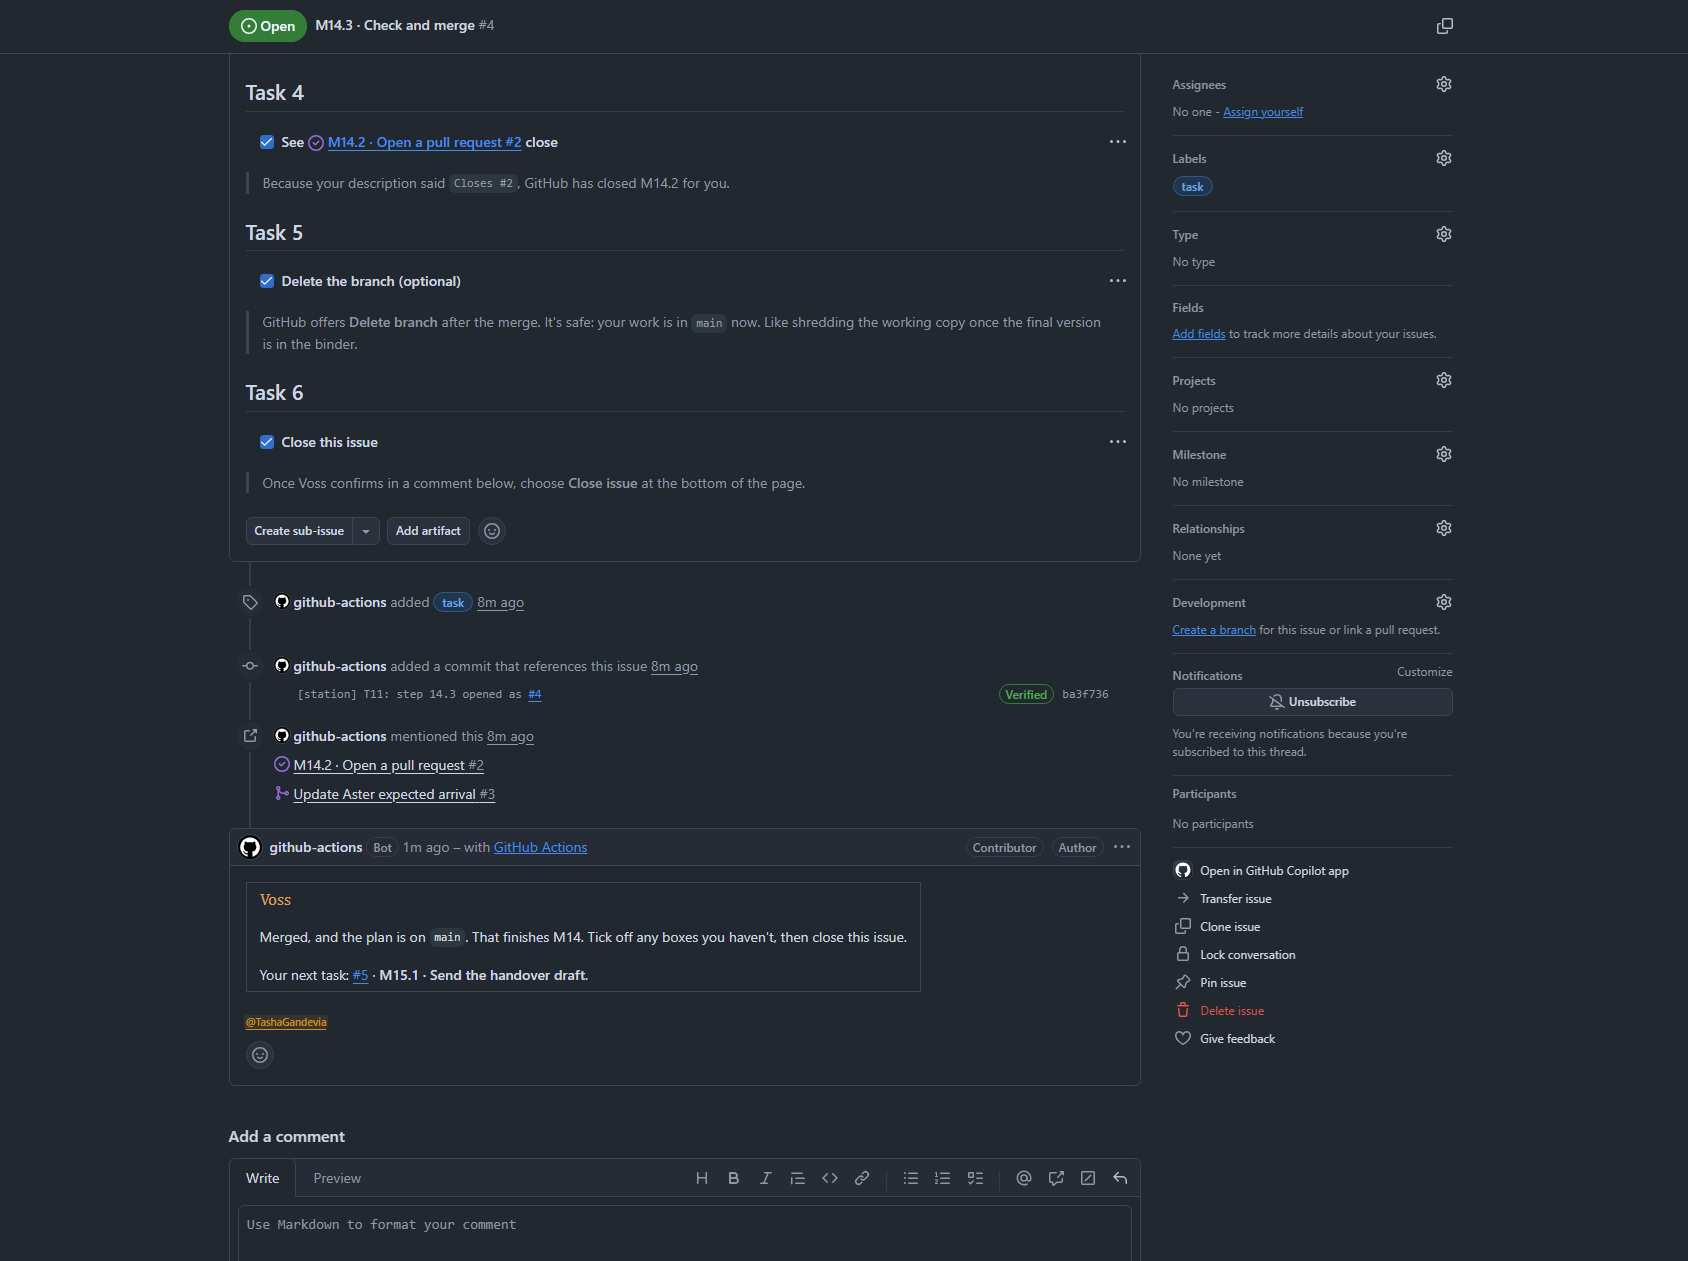 Open
M14.3 · Check and merge #4
Task 4
See M14.2 · Open a pull request #2 close
Because your description said Closes #2, GitHub has closed M14.2 for you.
Task 5
Delete the branch (optional)
GitHub offers Delete branch after the merge. It's safe: your work is in main now. Like shredding the working copy once the final version
is in the binder.
Task 6
Close this issue
Once Voss confirms in a comment below, choose Close issue at the bottom of the page.
Create sub-issue
Add artifact
github-actions added task 8m ago
github-actions added a commit that references this issue 8m ago
[station] T11: step 14.3 opened as #4
Verified ba3f736
github-actions mentioned this 8m ago
M14.2 · Open a pull request #2
Update Aster expected arrival #3
github-actions Bot 1m ago – with GitHub Actions
Contributor Author
Voss
Merged, and the plan is on main. That finishes M14. Tick off any boxes you haven't, then close this issue.
Your next task: #5 · M15.1 · Send the handover draft.
@TashaGandevia
Add a comment
Write Preview
Use Markdown to format your comment
Assignees
No one - Assign yourself
Labels
task
Type
No type
Fields
Add fields to track more details about your issues.
Projects
No projects
Milestone
No milestone
Relationships
None yet
Development
Create a branch for this issue or link a pull request.
Notifications Customize
Unsubscribe
You're receiving notifications because you're
subscribed to this thread.
Participants
No participants
Open in GitHub Copilot app
Transfer issue
Clone issue
Lock conversation
Pin issue
Delete issue
Give feedback